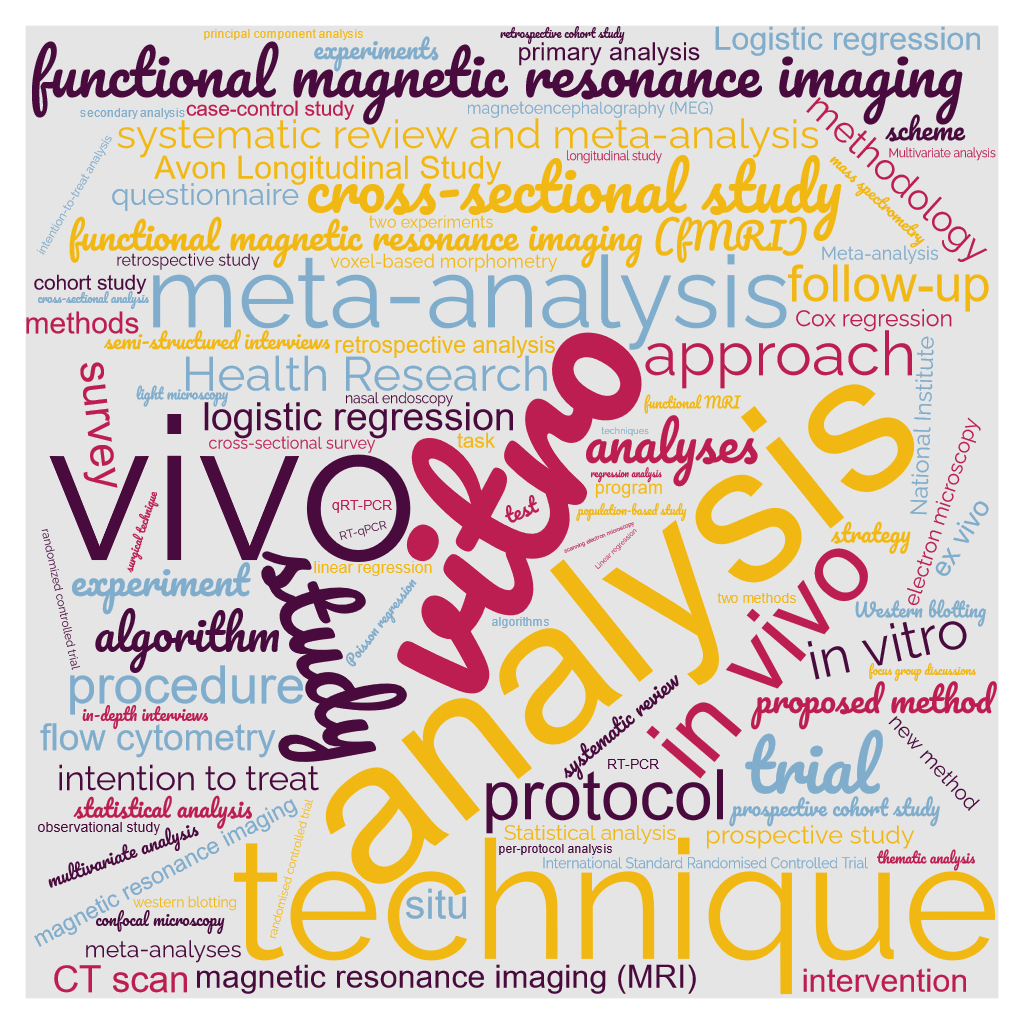 principal component analysis
retrospective cohort study
Logistic regression
experiments
primary analysis
functional magnetic resonance imaging
secondary analysis
case-control study
magnetoencephalography (MEG)
methodology
scheme
systematic review and meta-analysis
intention-to-treat analysis
Avon Longitudinal Study
longitudinal study
Multivariate analysis
mass spectrometry
questionnaire
cross-sectional study
two experiments
functional magnetic resonance imaging (fMRI)
retrospective study
voxel-based morphometry
Meta-analysis
cohort study
meta-analysis
follow-up
cross-sectional analysis
methods
Cox regression
semi-structured interviews
retrospective analysis
approach
survey
Health Research
National Institute
light microscopy
nasal endoscopy
functional MRI
logistic regression
vitro
analysis
cross-sectional survey
task
techniques
analyses
vivo
regression analysis
program
qRT-PCR
test
population-based study
RT-qPCR
surgical technique
scanning electron microscopy
Linear regression
strategy
electron microscopy
ex vivo
randomized controlled trial
study
linear regression
experiment
Poisson regression
two methods
Western blotting
algorithms
algorithm
in vivo
in vitro
focus group discussions
procedure
proposed method
in-depth interviews
systematic review
new method
flow cytometry
trial
RT-PCR
intention to treat
protocol
statistical analysis
prospective cohort study
magnetic resonance imaging
randomised controlled trial
observational study
Statistical analysis
prospective study
multivariate analysis
per-protocol analysis
International Standard Randomised Controlled Trial
thematic analysis
technique
western blotting
situ
confocal microscopy
meta-analyses
CT scan
magnetic resonance imaging (MRI)
intervention